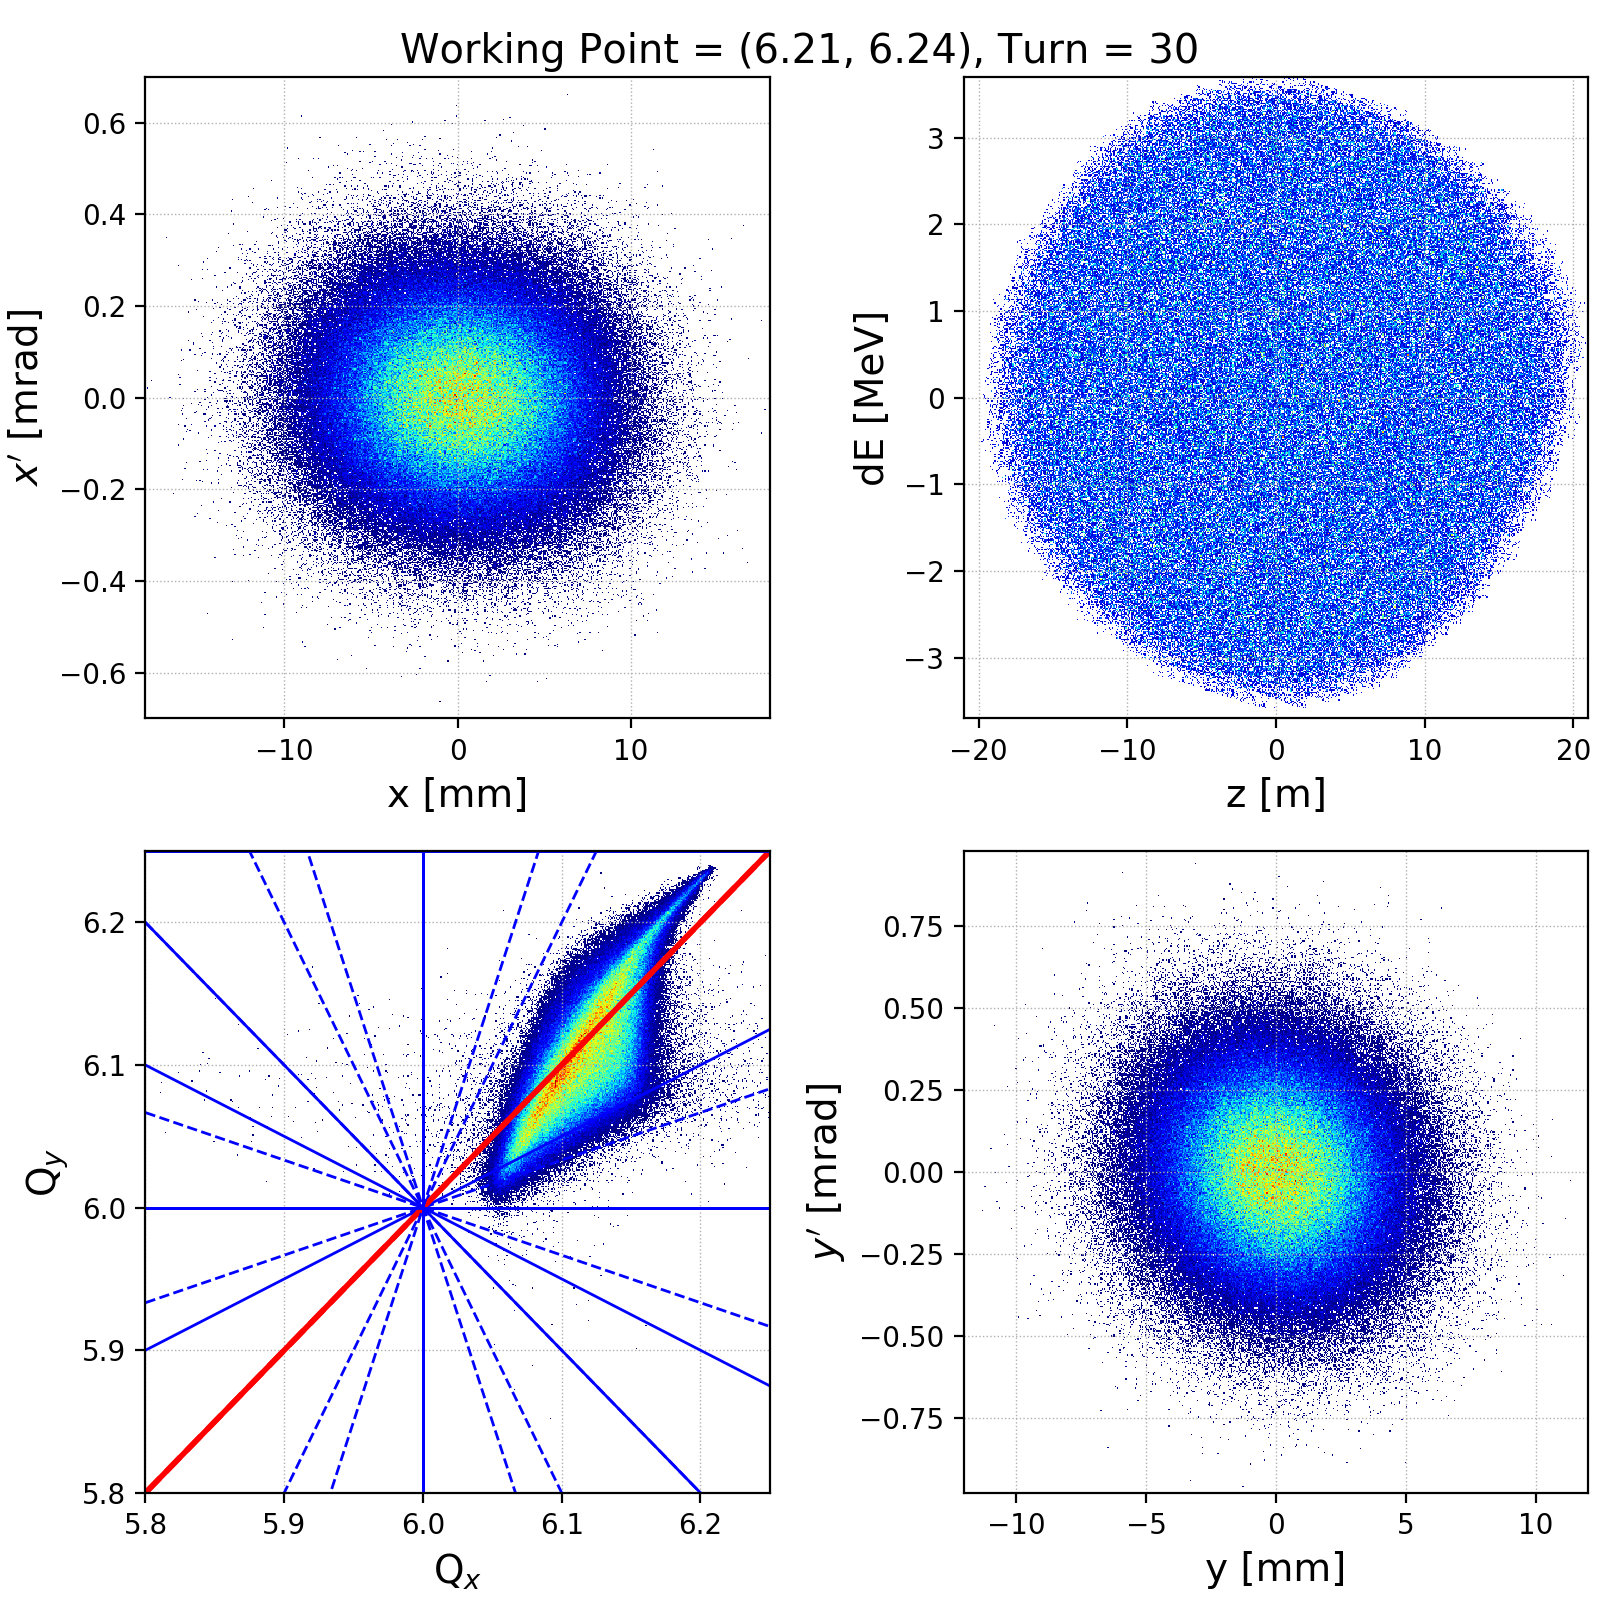 Working Point = (6.21, 6.24), Turn = 30
0.6
0.4
0.2
0.0
−0.2
−0.4
−0.6
x′ [mrad]
−10 0 10
x [mm]
3
2
1
0
−1
−2
−3
dE [MeV]
−20 −10 0 10 20
z [m]
6.2
6.1
6.0
5.9
5.8
Qy
5.8 5.9 6.0 6.1 6.2
Qx
0.75
0.50
0.25
0.00
−0.25
−0.50
−0.75
y′ [mrad]
−10 −5 0 5 10
y [mm]